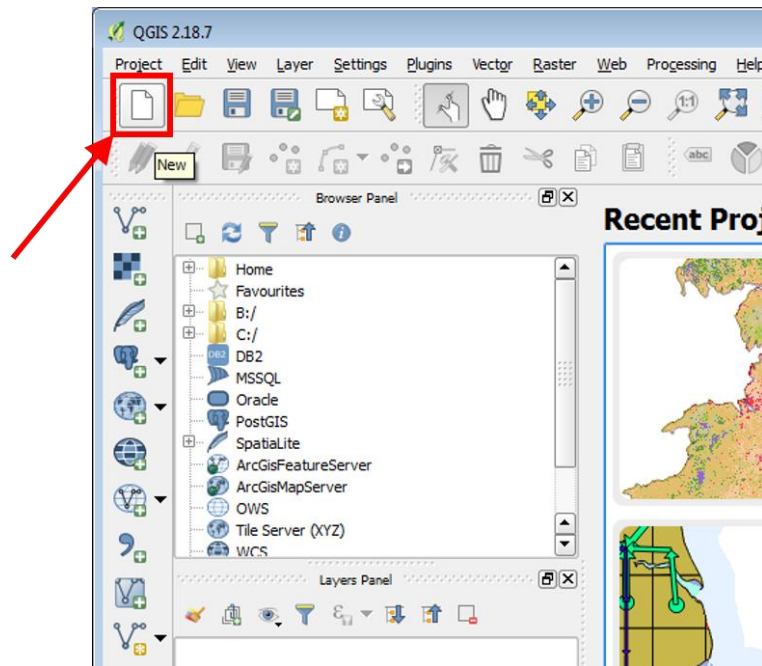 QGIS 2.18.7
Project Edit View Layer Settings Plugins Vector Raster Web Processing Help
1:1
New
abc
Browser Panel
Recent Proj
Home
Favourites
B:/
C:/
DB2 DB2
MSSQL
Oracle
PostGIS
SpatiaLite
ArcGisFeatureServer
ArcGisMapServer
OWS
Tile Server (XYZ)
WCS
Layers Panel